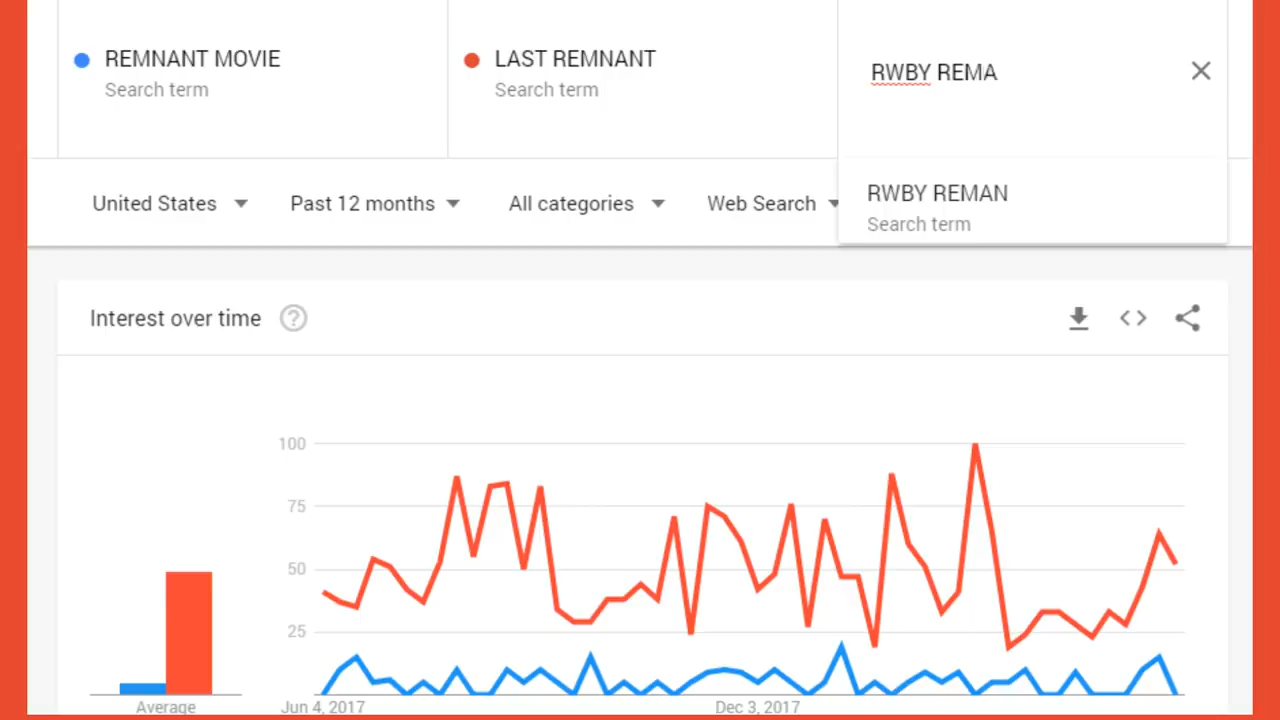 REMNANT MOVIE
Search term
LAST REMNANT
Search term
RWBY REMA
RWBY REMAN
Search term
United States
Past 12 months
All categories
Web Search
Interest over time
?
100
75
50
25
Average
Jun 4, 2017
Dec 3, 2017